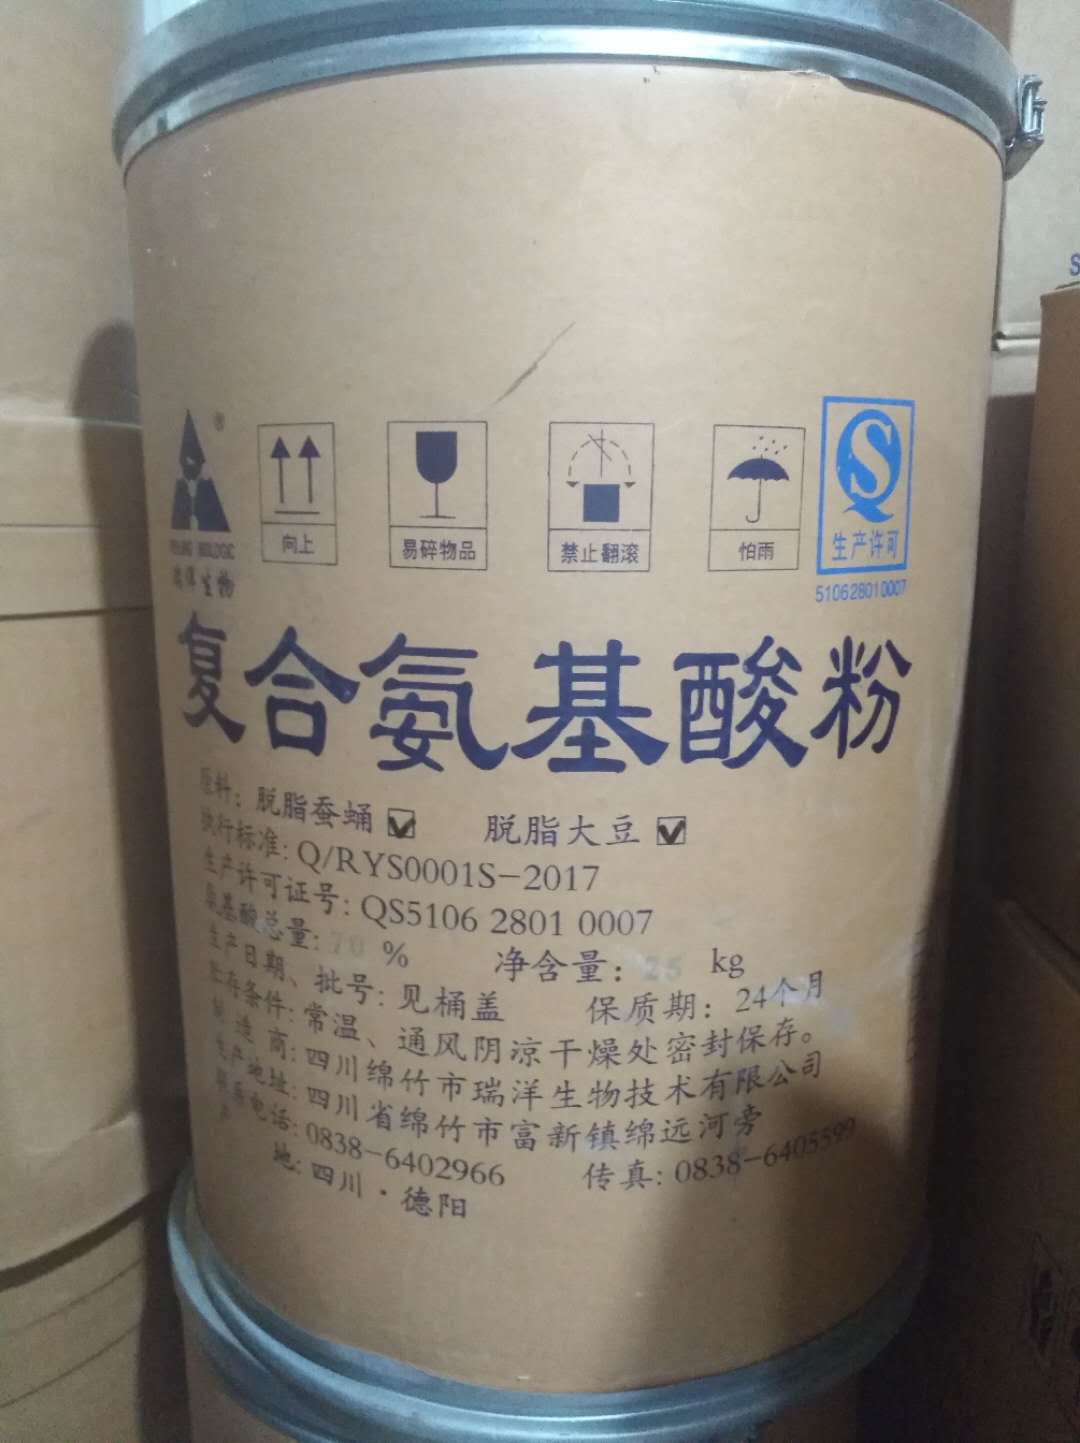 ®
向上
易碎物品
禁止翻滚
怕雨
QS
生产许可
510628010007
生物
复合氨基酸粉
原料：脱脂蚕蛹 ☑ 脱脂大豆 ☑
执行标准：Q/RYS0001S-2017
生产许可证号：QS5106 2801 0007
氨基酸总量：70 % 净含量：25 kg
生产日期、批号：见桶盖 保质期：24个月
贮存条件：常温、通风阴凉干燥处密封保存。
制造商：四川绵竹市瑞洋生物技术有限公司
生产地址：四川省绵竹市富新镇绵远河旁
联系电话：0838-6402966 传真：0838-6405599
产地：四川·德阳
S